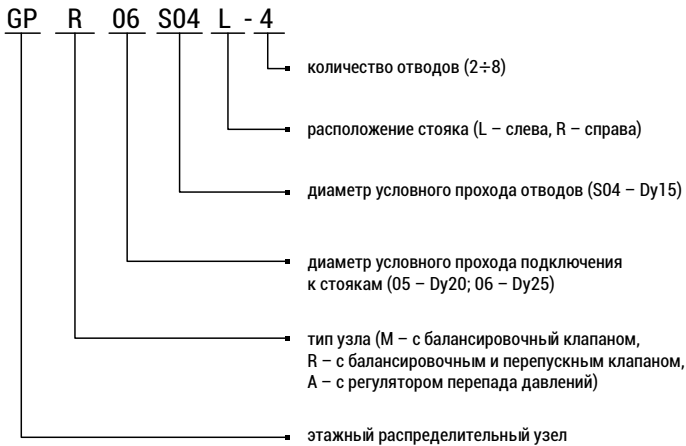 GP R 06 S04 L - 4
количество отводов (2÷8)
расположение стояка (L – слева, R – справа)
диаметр условного прохода отводов (S04 – Dy15)
диаметр условного прохода подключения
к стоякам (05 – Dy20; 06 – Dy25)
тип узла (M – с балансировочный клапаном,
R – с балансировочным и перепускным клапаном,
A – с регулятором перепада давлений)
этажный распределительный узел